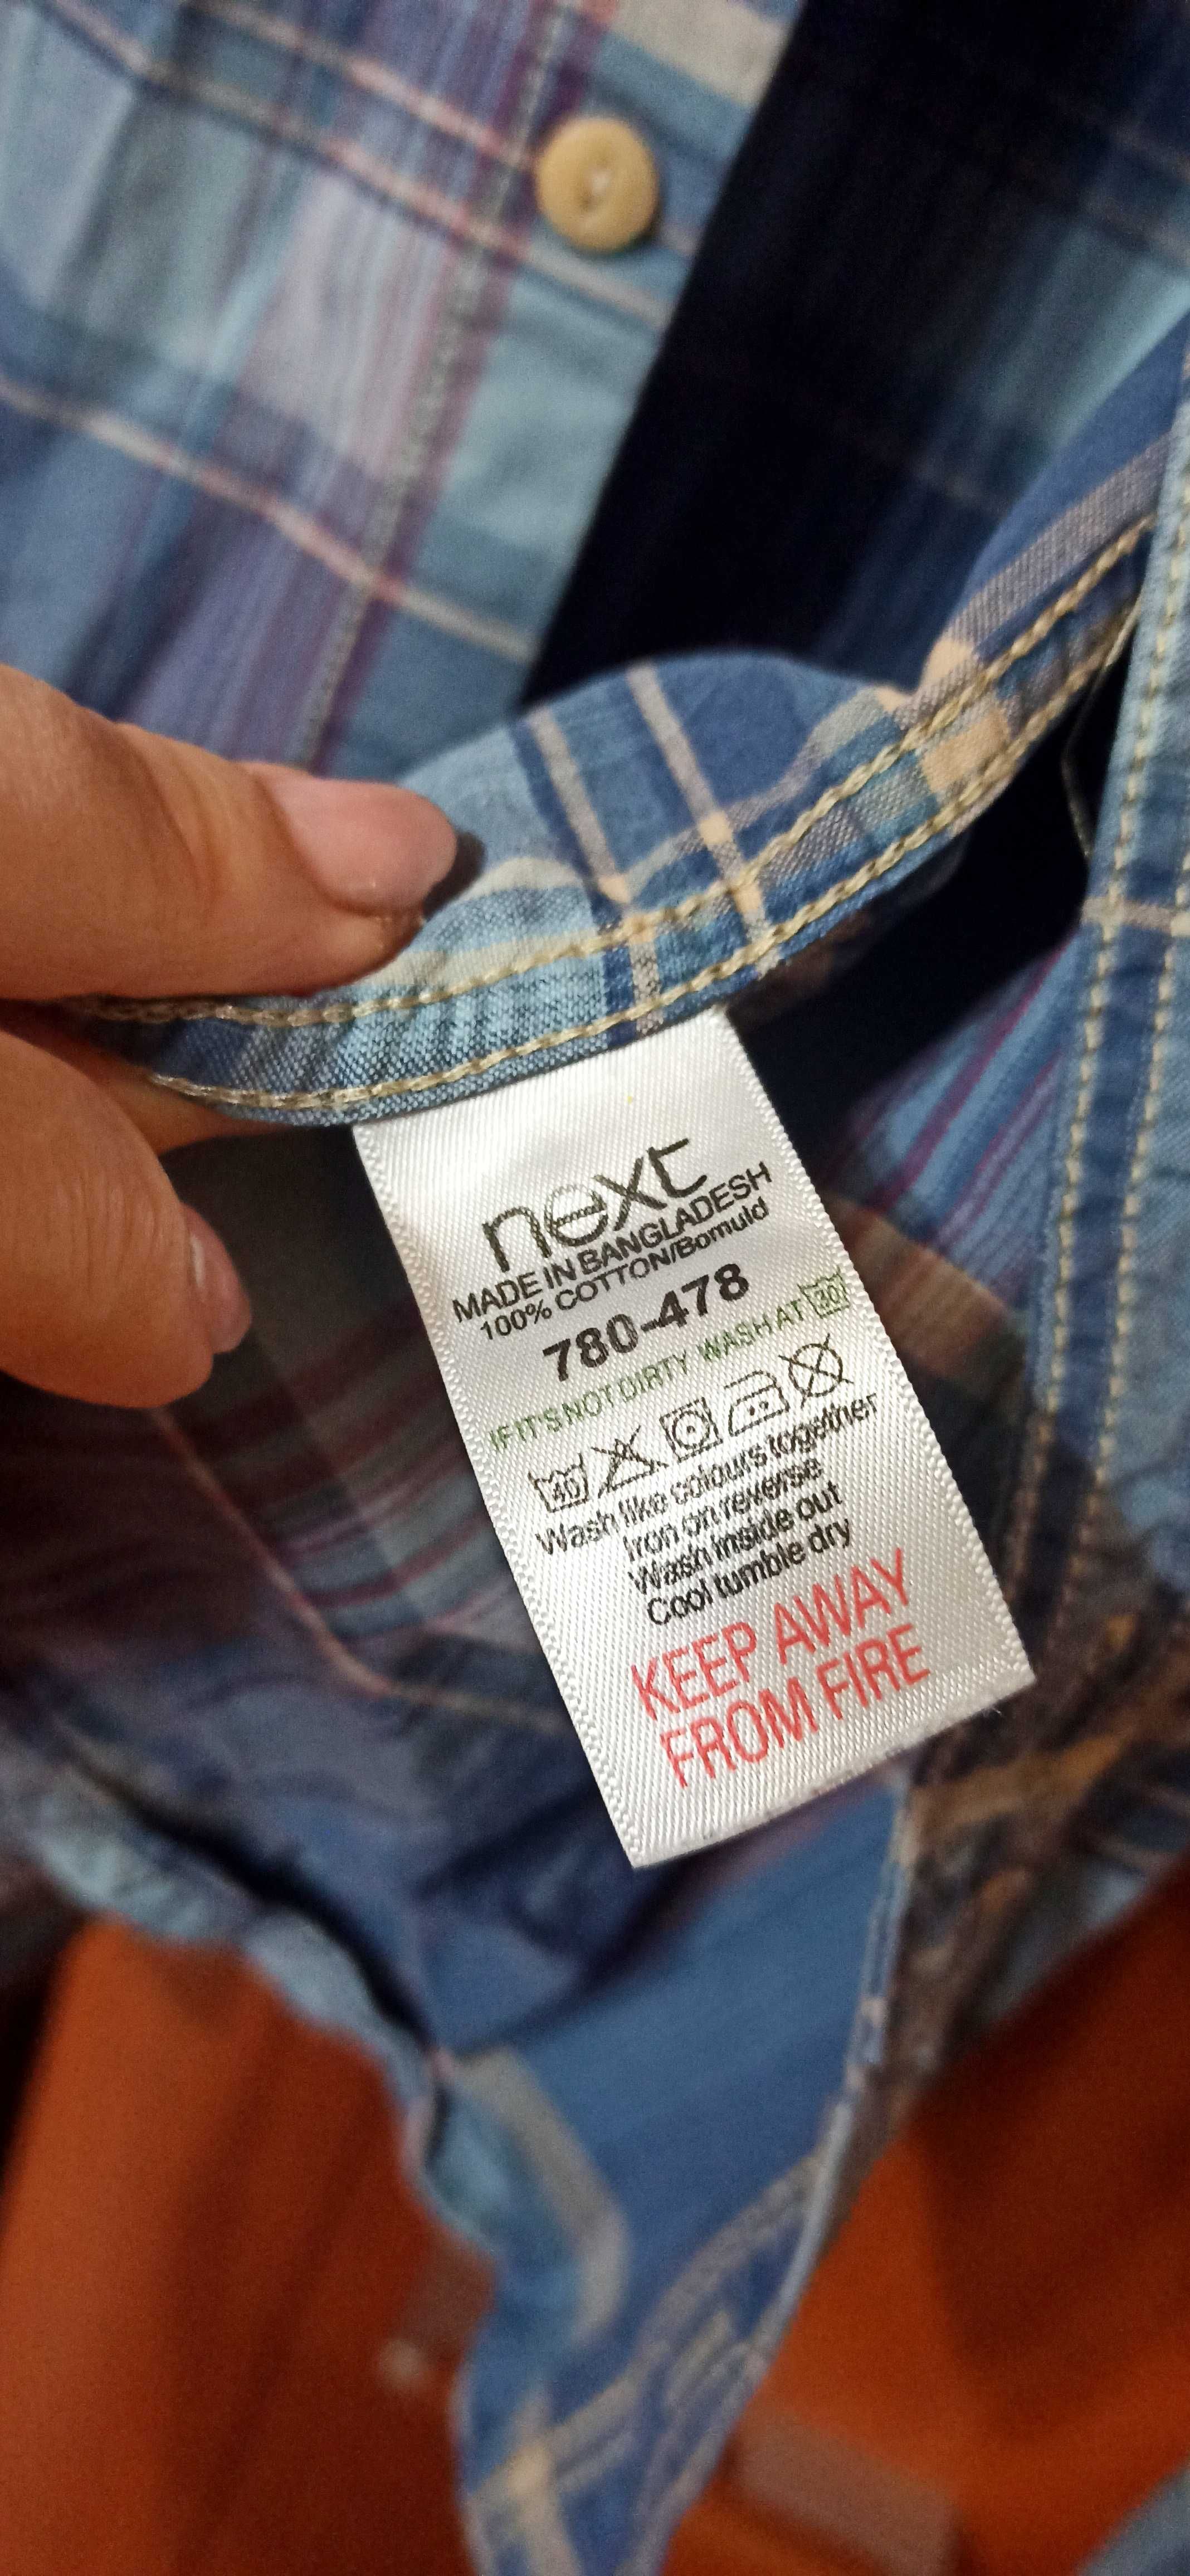 next
MADE IN BANGLADESH
100% COTTON/Bomuld
780-478
IF IT'S NOT DIRTY WASH AT 30
40
Wash like colours together
Iron on reverse
Wash inside out
Cool tumble dry
KEEP AWAY
FROM FIRE